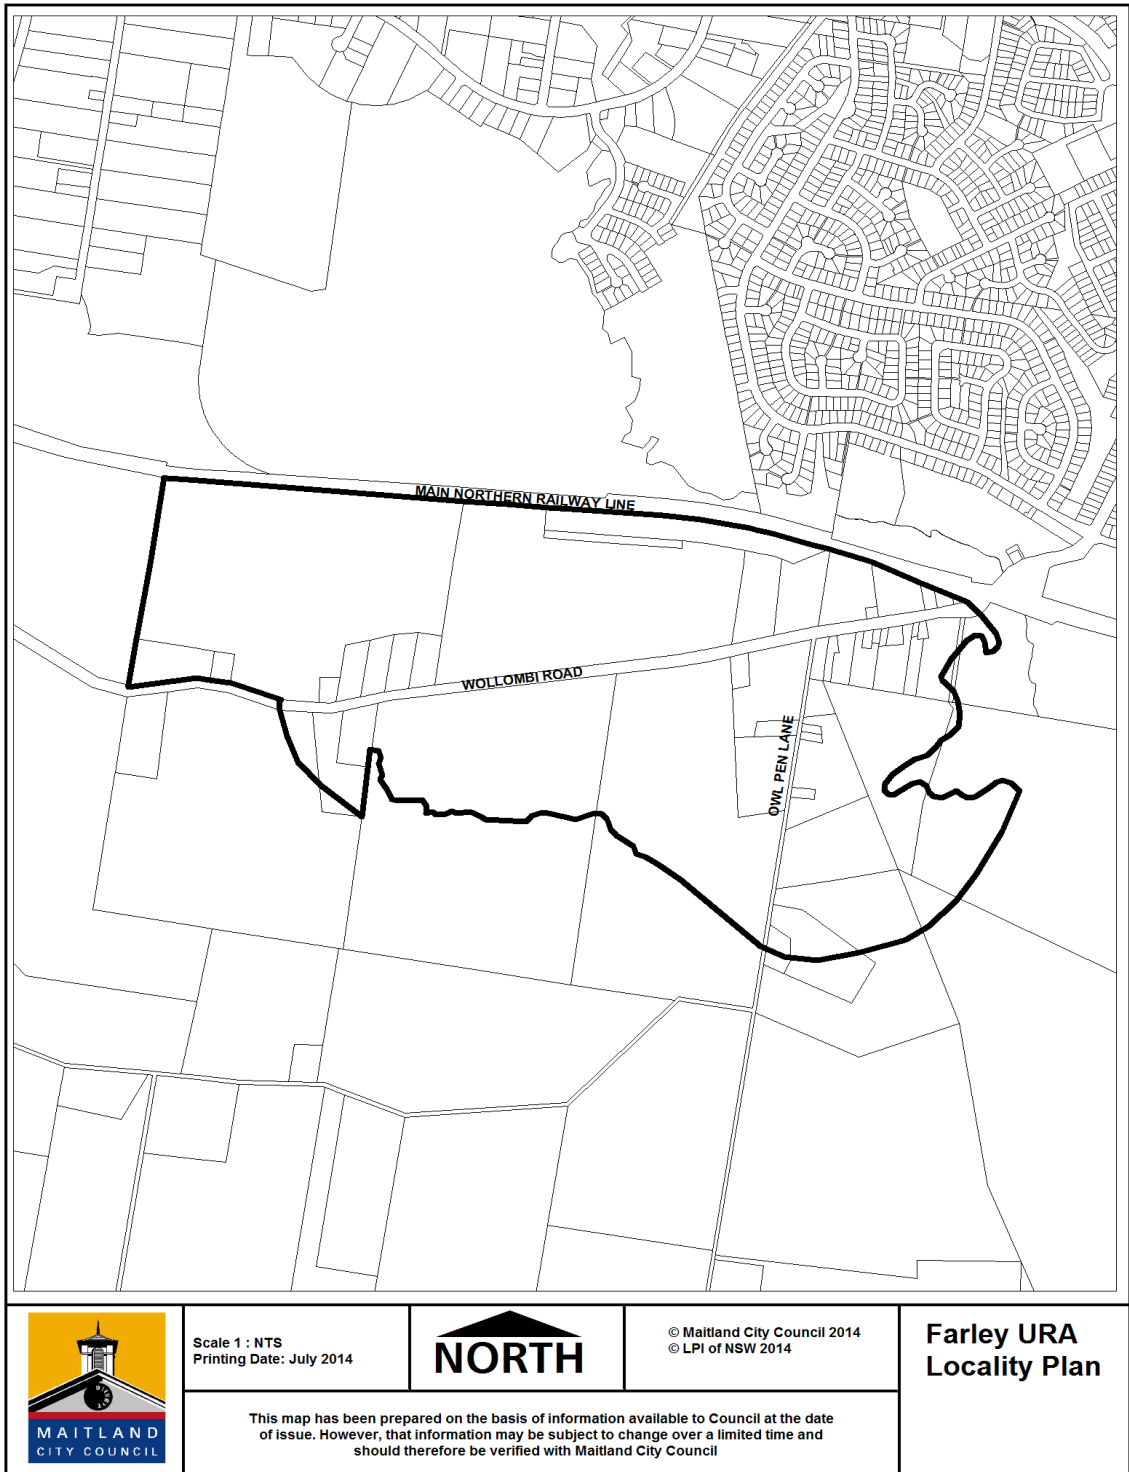 MAIN NORTHERN RAILWAY LINE
WOLLOMBI ROAD
OWL PEN LANE
MAITLAND
CITY COUNCIL
Scale 1 : NTS
Printing Date: July 2014
NORTH
© Maitland City Council 2014
© LPI of NSW 2014
Farley URA
Locality Plan
This map has been prepared on the basis of information available to Council at the date
of issue. However, that information may be subject to change over a limited time and
should therefore be verified with Maitland City Council